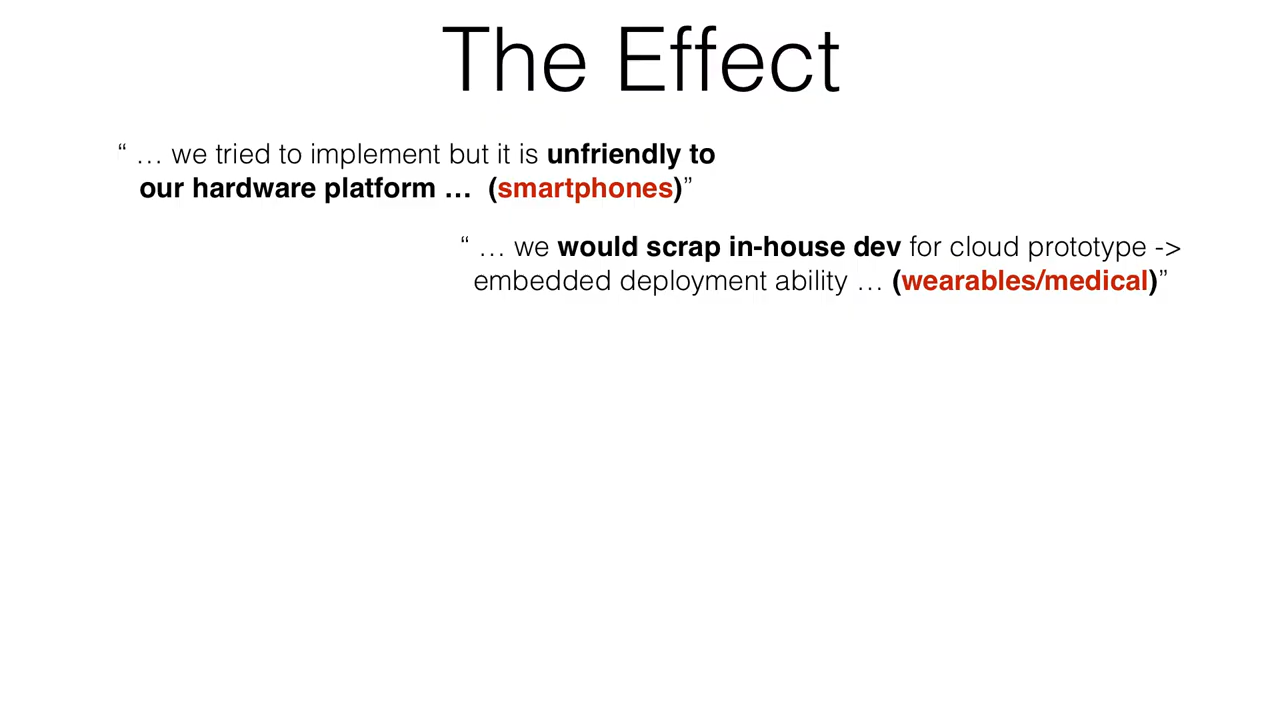 The Effect
“ … we tried to implement but it is unfriendly to
our hardware platform … (smartphones)”
“ … we would scrap in-house dev for cloud prototype ->
embedded deployment ability … (wearables/medical)”